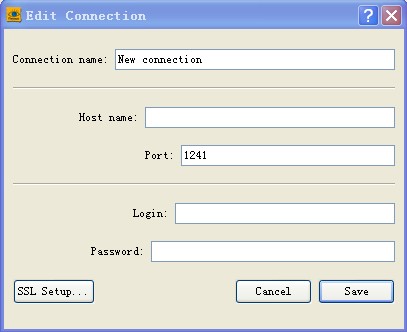 Edit Connection
Connection name: New connection
Host name:
Port: 1241
Login:
Password:
SSL Setup... Cancel Save